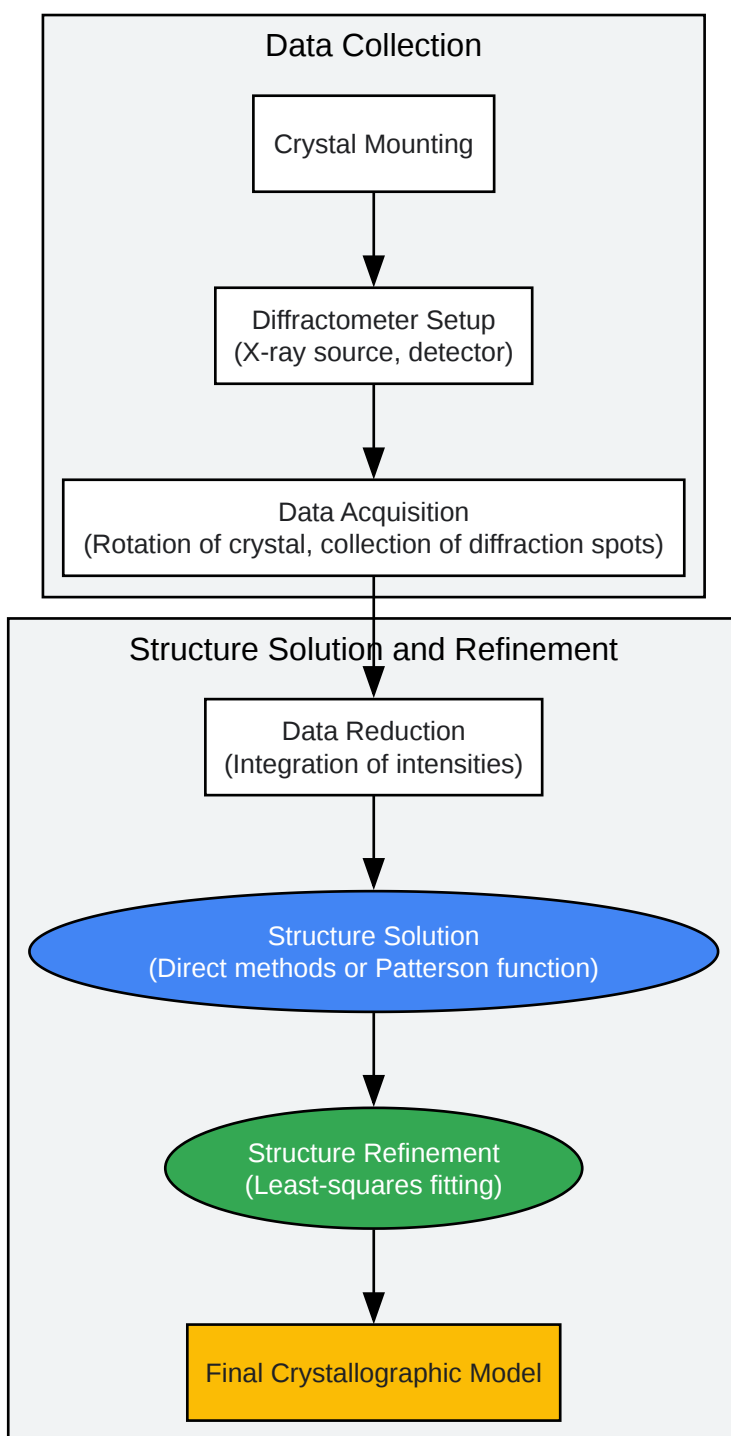 Data Collection
Crystal Mounting
Diffractometer Setup
(X-ray source, detector)
Data Acquisition
(Rotation of crystal, collection of diffraction spots)
Structure Solution and Refinement
Data Reduction
(Integration of intensities)
Structure Solution
(Direct methods or Patterson function)
Structure Refinement
(Least-squares fitting)
Final Crystallographic Model